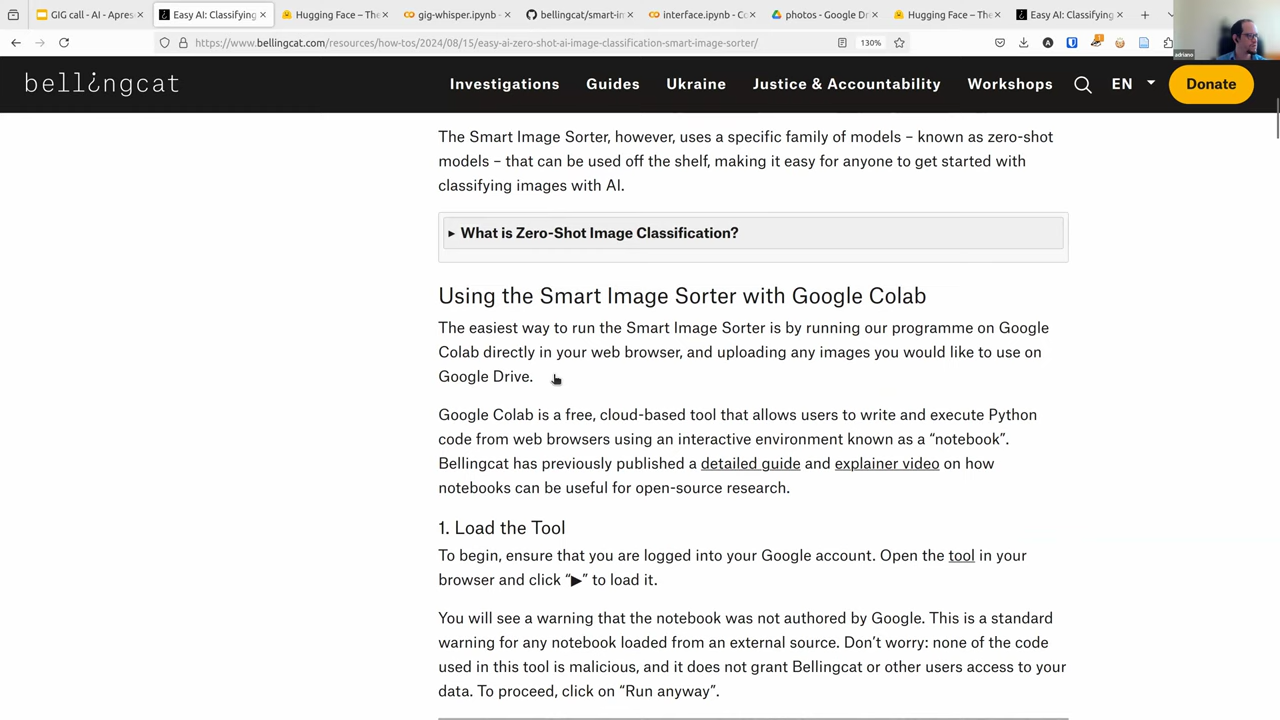 GIG call - AI - Apres
Easy AI: Classifying
Hugging Face – The
gig-whisper.ipynb -
bellingcat/smart-in
interface.ipynb - Co
photos - Google Dr
Hugging Face – The
Easy AI: Classifying
https://www.bellingcat.com/resources/how-tos/2024/08/15/easy-ai-zero-shot-ai-image-classification-smart-image-sorter/
130%
adriano
bellingcat
Investigations
Guides
Ukraine
Justice & Accountability
Workshops
EN
Donate
The Smart Image Sorter, however, uses a specific family of models – known as zero-shot
models – that can be used off the shelf, making it easy for anyone to get started with
classifying images with AI.
▸ What is Zero-Shot Image Classification?
Using the Smart Image Sorter with Google Colab
The easiest way to run the Smart Image Sorter is by running our programme on Google
Colab directly in your web browser, and uploading any images you would like to use on
Google Drive.
Google Colab is a free, cloud-based tool that allows users to write and execute Python
code from web browsers using an interactive environment known as a “notebook”.
Bellingcat has previously published a detailed guide and explainer video on how
notebooks can be useful for open-source research.
1. Load the Tool
To begin, ensure that you are logged into your Google account. Open the tool in your
browser and click “▶” to load it.
You will see a warning that the notebook was not authored by Google. This is a standard
warning for any notebook loaded from an external source. Don’t worry: none of the code
used in this tool is malicious, and it does not grant Bellingcat or other users access to your
data. To proceed, click on “Run anyway”.